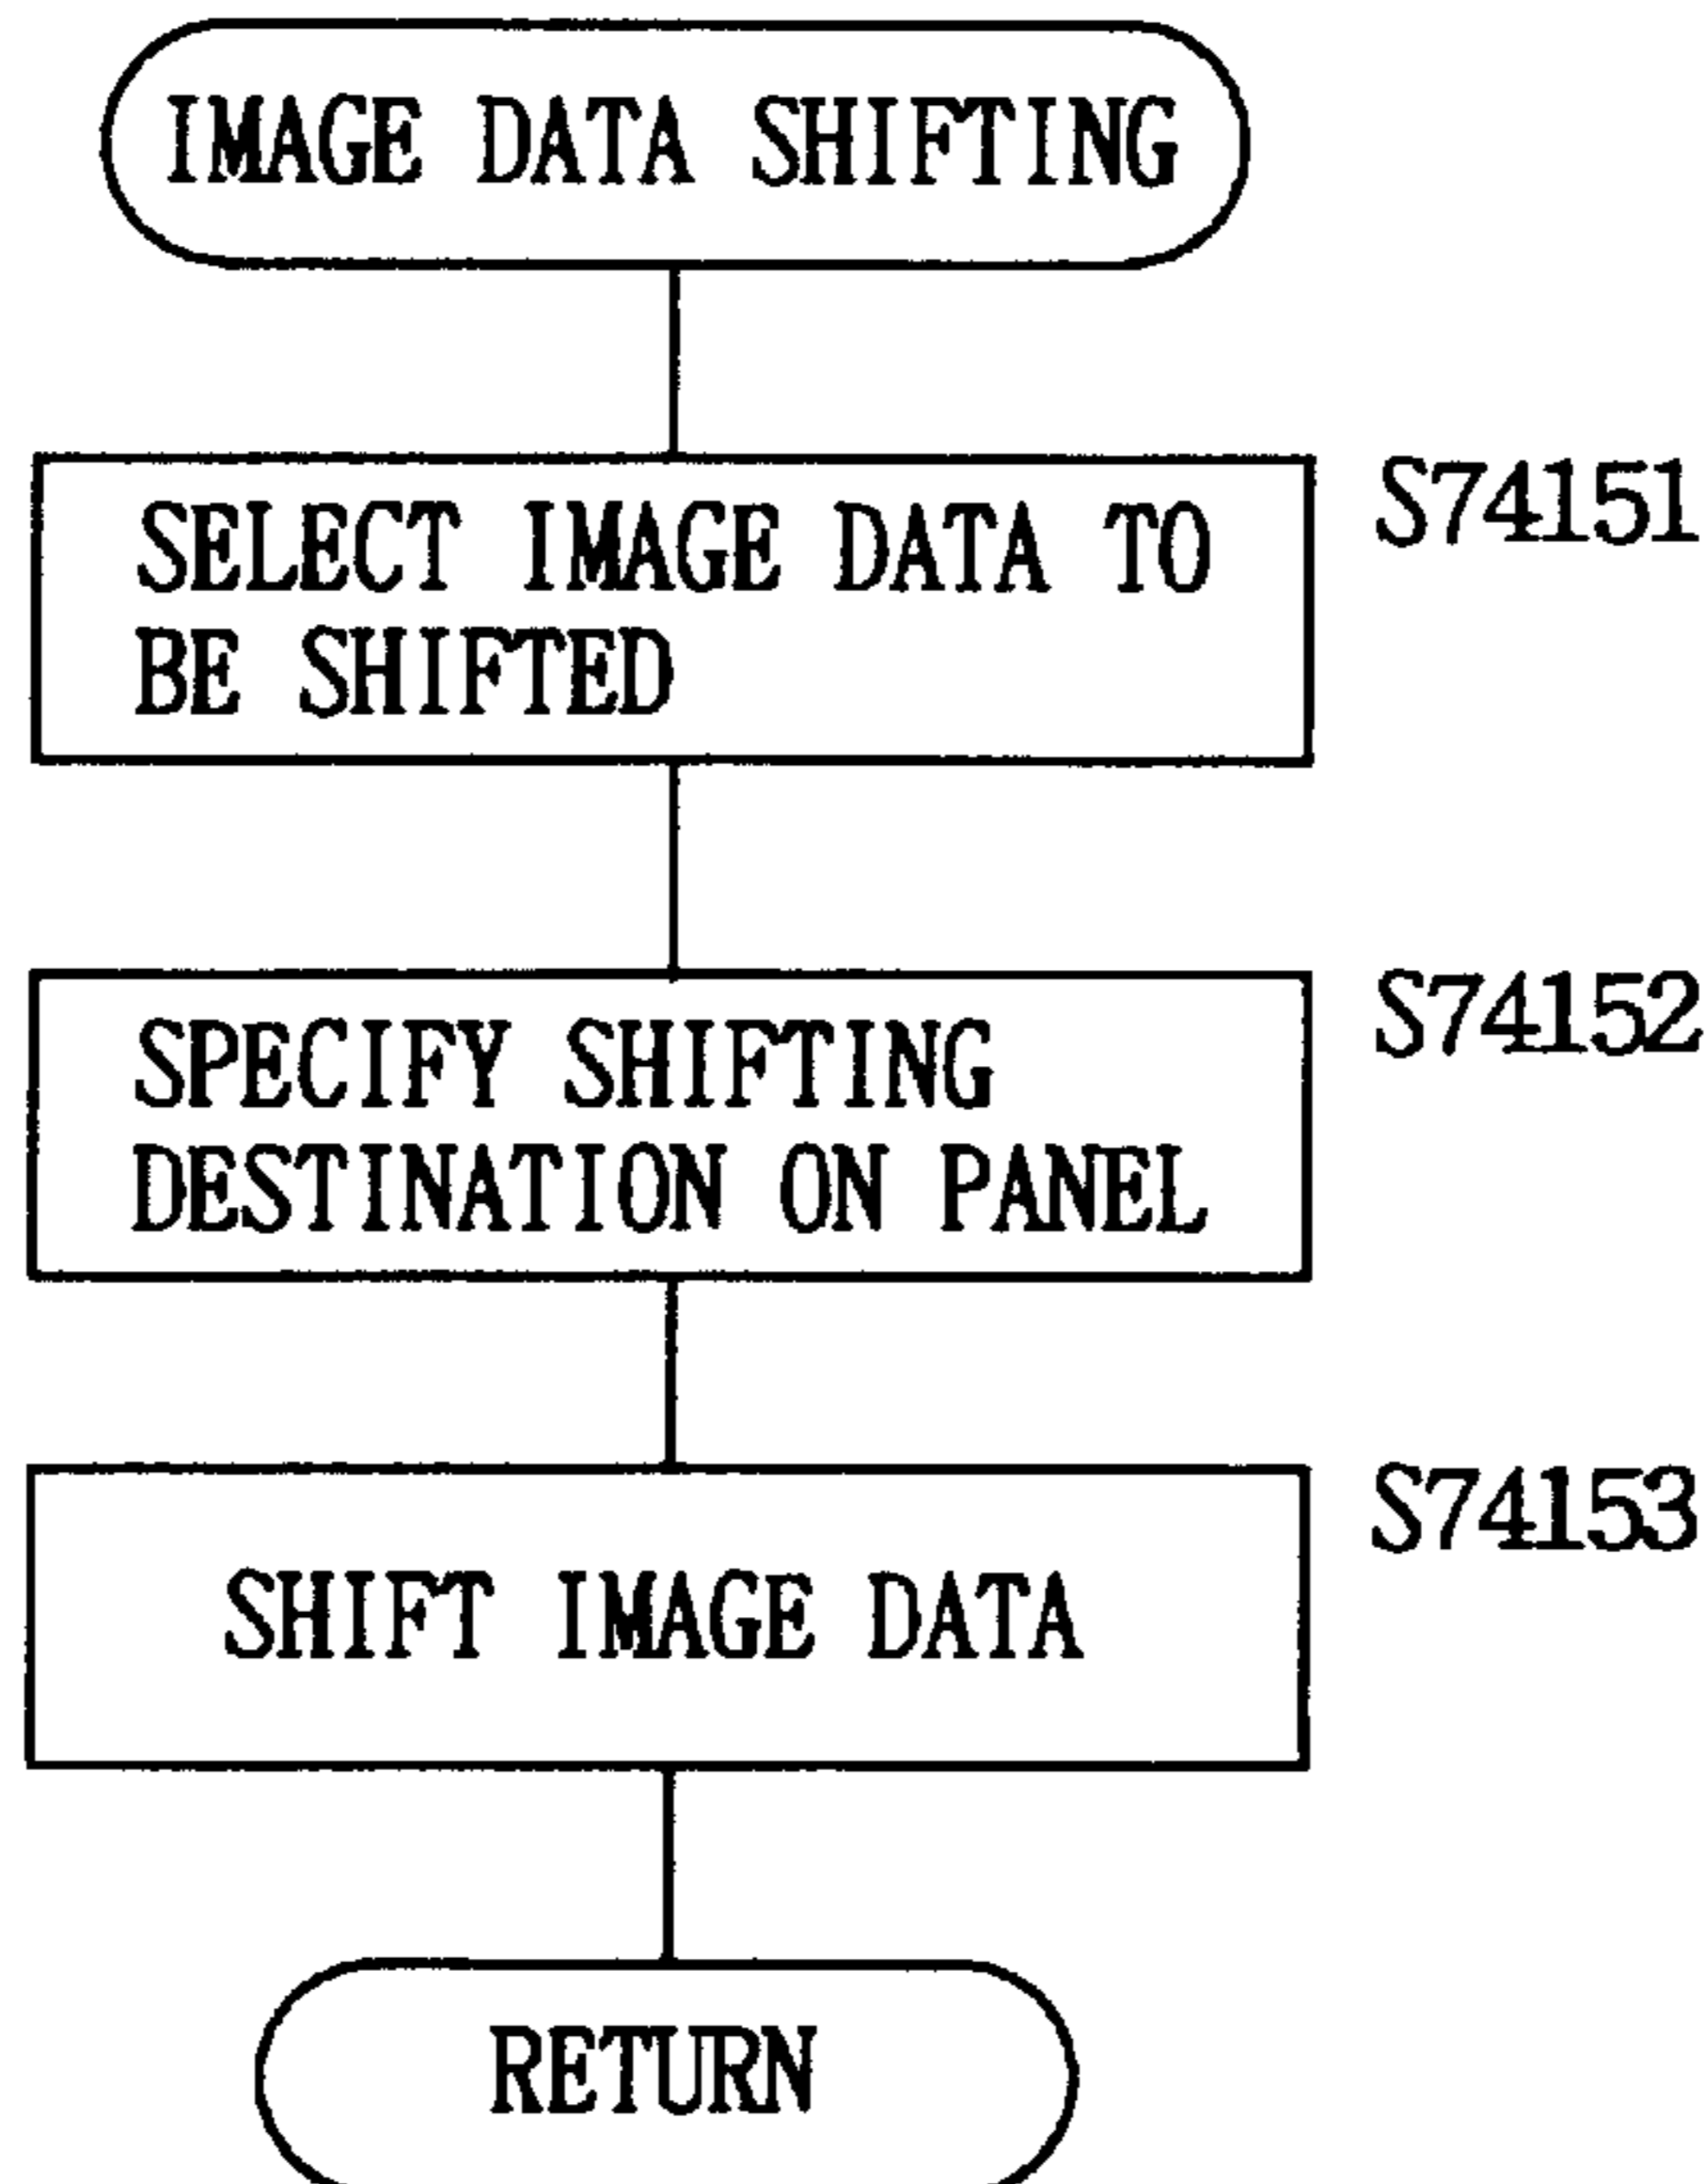 IMAGE DATA SHIFTING
SELECT IMAGE DATA TO
BE SHIFTED
S74151
SPECIFY SHIFTING
DESTINATION ON PANEL
S74152
SHIFT IMAGE DATA
S74153
RETURN